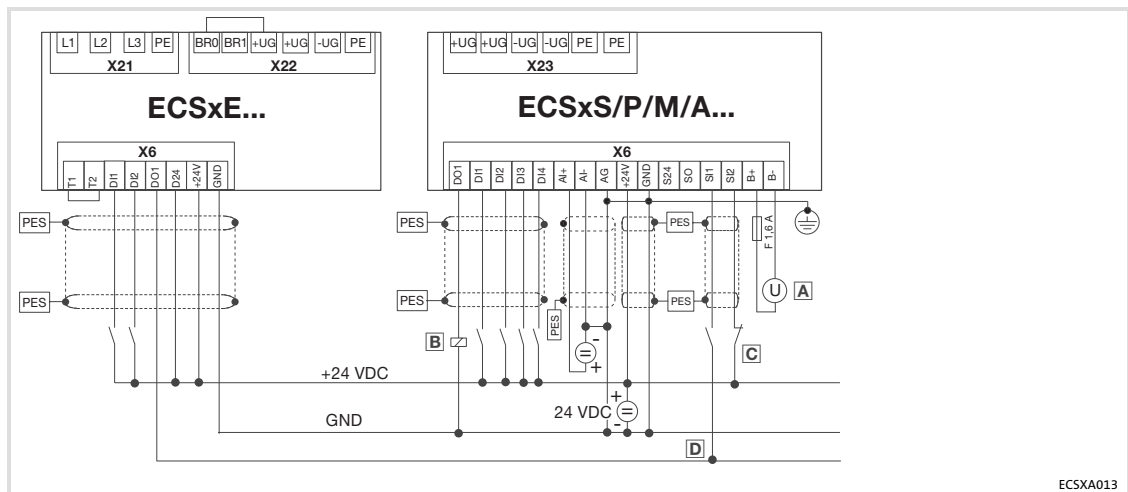 L1 L2 L3 PE BR0 BR1 +UG +UG -UG PE
X21 X22
+UG +UG -UG -UG PE PE
X23
ECSxE...
ECSxS/P/M/A...
X6
T1 T2 DI1 DI2 DO1 D24 +24V GND
X6
DO1 DI1 DI2 DI3 DI4 AI+ AI- AG +24V GND S24 SO SI1 SI2 B+ B-
PES
PES
PES
F 1,6 A
PES
PES
PES
PES
U A
B
-
=
+
C
+24 VDC
+
24 VDC =
-
GND
D
ECSXA013